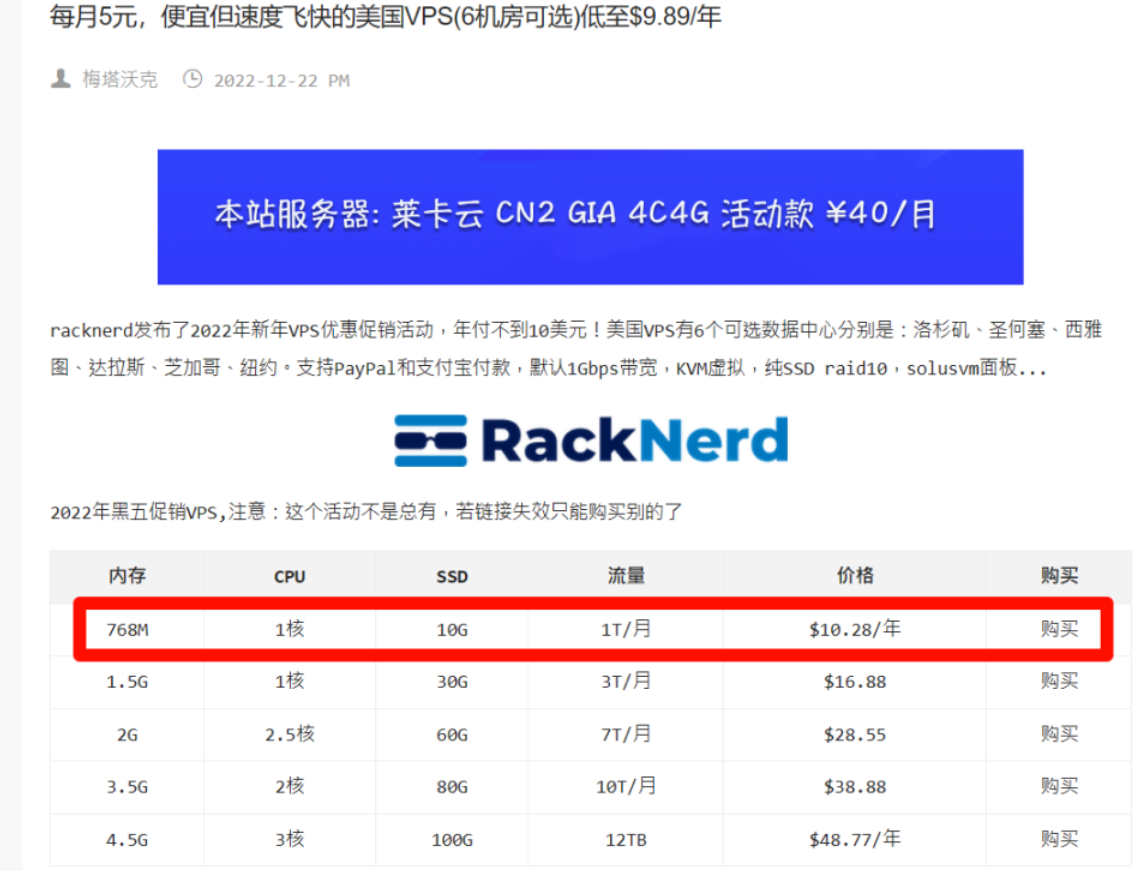 每月5元，便宜但速度飞快的美国VPS(6机房可选)低至$9.89/年
梅塔沃克 2022-12-22 PM
本站服务器: 莱卡云 CN2 GIA 4C4G 活动款 ¥40/月
racknerd发布了2022年新年VPS优惠促销活动，年付不到10美元！美国VPS有6个可选数据中心分别是：洛杉矶、圣何塞、西雅
图、达拉斯、芝加哥、纽约。支持PayPal和支付宝付款，默认1Gbps带宽，KVM虚拟，纯SSD raid10，solusvm面板...
RackNerd
2022年黑五促销VPS,注意：这个活动不是总有，若链接失效只能购买别的了
内存 CPU SSD 流量 价格 购买
768M 1核 10G 1T/月 $10.28/年 购买
1.5G 1核 30G 3T/月 $16.88 购买
2G 2.5核 60G 7T/月 $28.55 购买
3.5G 2核 80G 10T/月 $38.88 购买
4.5G 3核 100G 12TB $48.77/年 购买